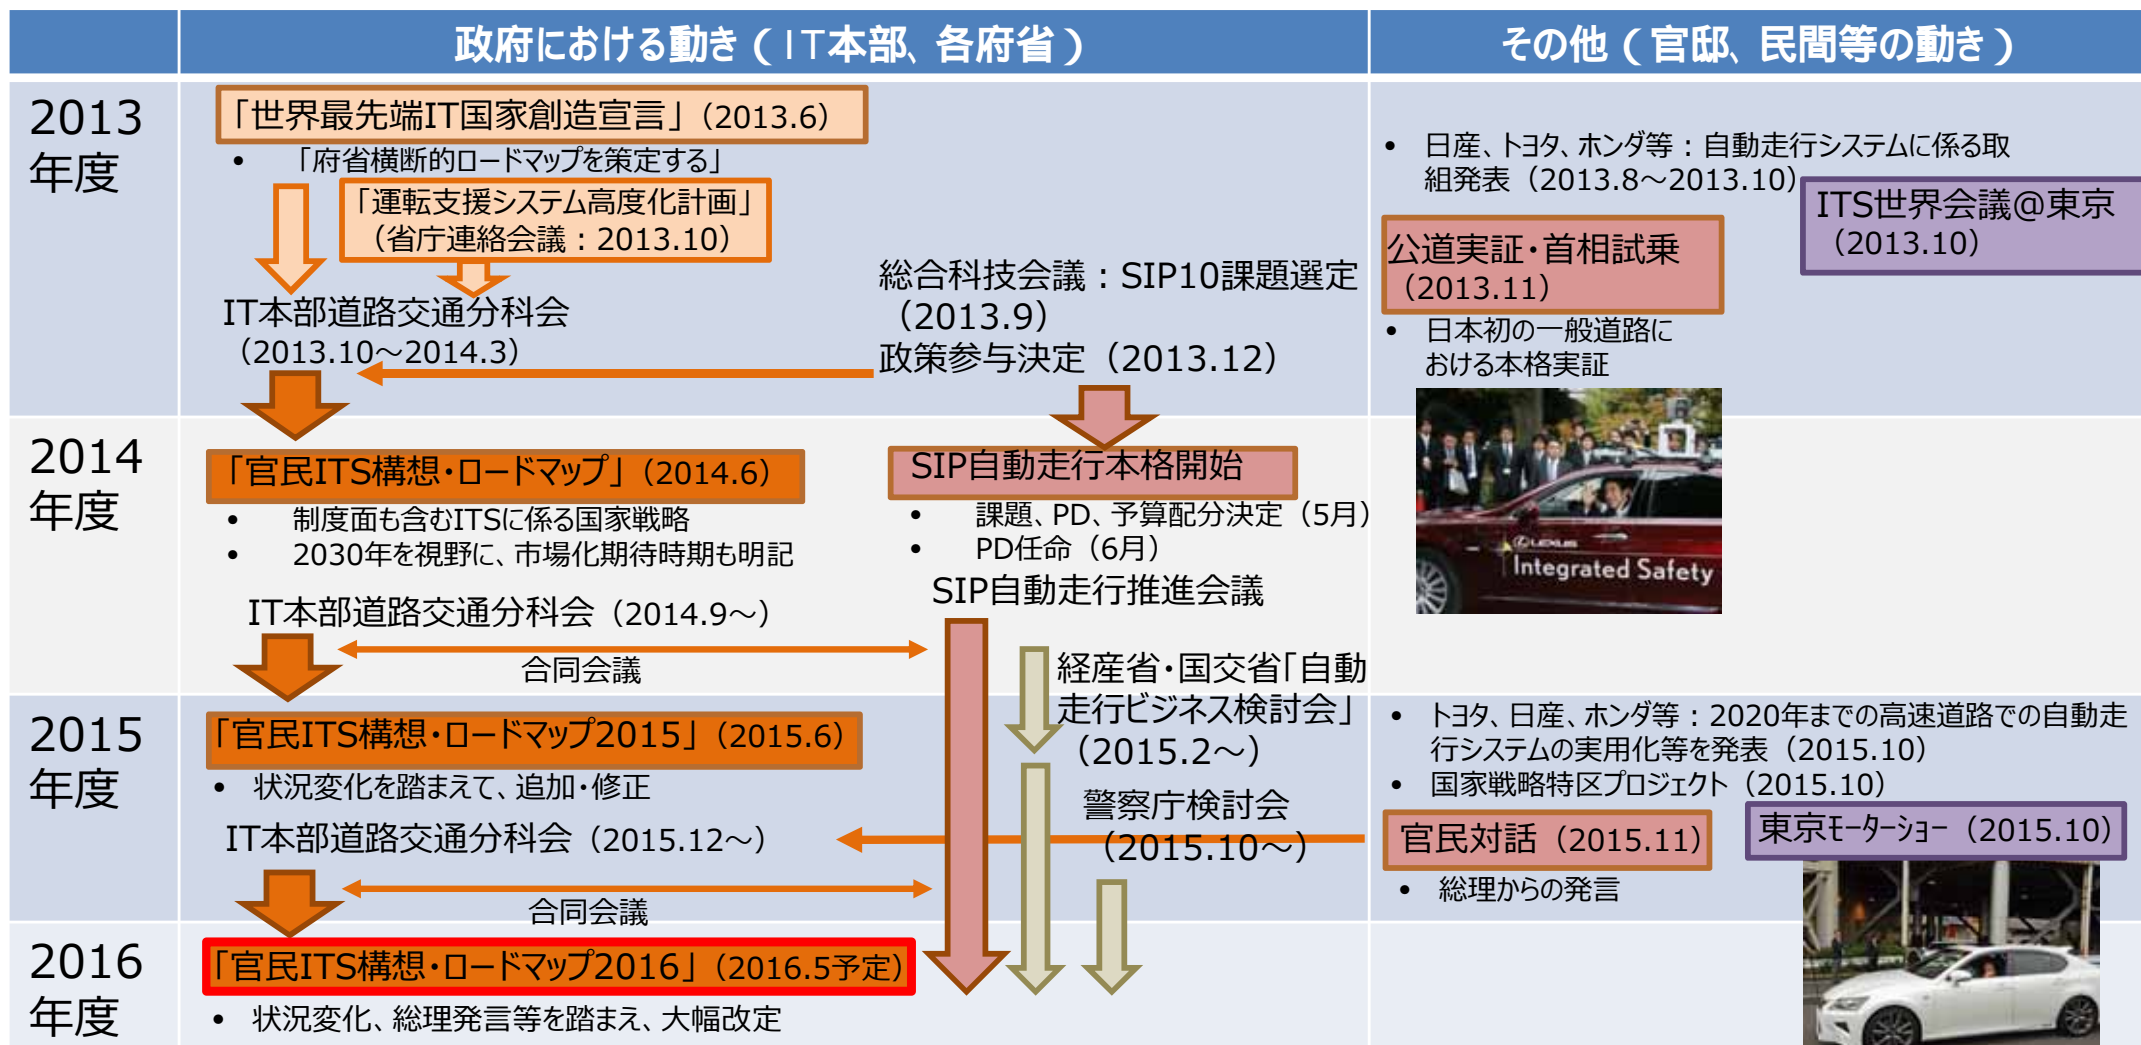 政府における動き（IT本部、各府省）
その他（官邸、民間等の動き）
2013
年度
「世界最先端IT国家創造宣言」（2013.6）
• 「府省横断的ロードマップを策定する」
「運転支援システム高度化計画」
（省庁連絡会議：2013.10）
IT本部道路交通分科会
（2013.10～2014.3）
総合科技会議：SIP10課題選定
（2013.9）
政策参与決定（2013.12）
• 日産、トヨタ、ホンダ等：自動走行システムに係る取
組発表（2013.8～2013.10）
ITS世界会議@東京
（2013.10）
公道実証・首相試乗
（2013.11）
• 日本初の一般道路に
おける本格実証
LEXUS
Integrated Safety
2014
年度
「官民ITS構想・ロードマップ」（2014.6）
• 制度面も含むITSに係る国家戦略
• 2030年を視野に、市場化期待時期も明記
IT本部道路交通分科会（2014.9～）
合同会議
SIP自動走行本格開始
• 課題、PD、予算配分決定（5月）
• PD任命（6月）
SIP自動走行推進会議
経産省・国交省「自動
走行ビジネス検討会」
（2015.2～）
2015
年度
「官民ITS構想・ロードマップ2015」（2015.6）
• 状況変化を踏まえて、追加・修正
IT本部道路交通分科会（2015.12～）
合同会議
警察庁検討会
（2015.10～）
• トヨタ、日産、ホンダ等：2020年までの高速道路での自動走
行システムの実用化等を発表（2015.10）
• 国家戦略特区プロジェクト（2015.10）
官民対話（2015.11）
東京ﾓｰﾀｰｼｮｰ（2015.10）
• 総理からの発言
2016
年度
「官民ITS構想・ロードマップ2016」（2016.5予定）
• 状況変化、総理発言等を踏まえ、大幅改定